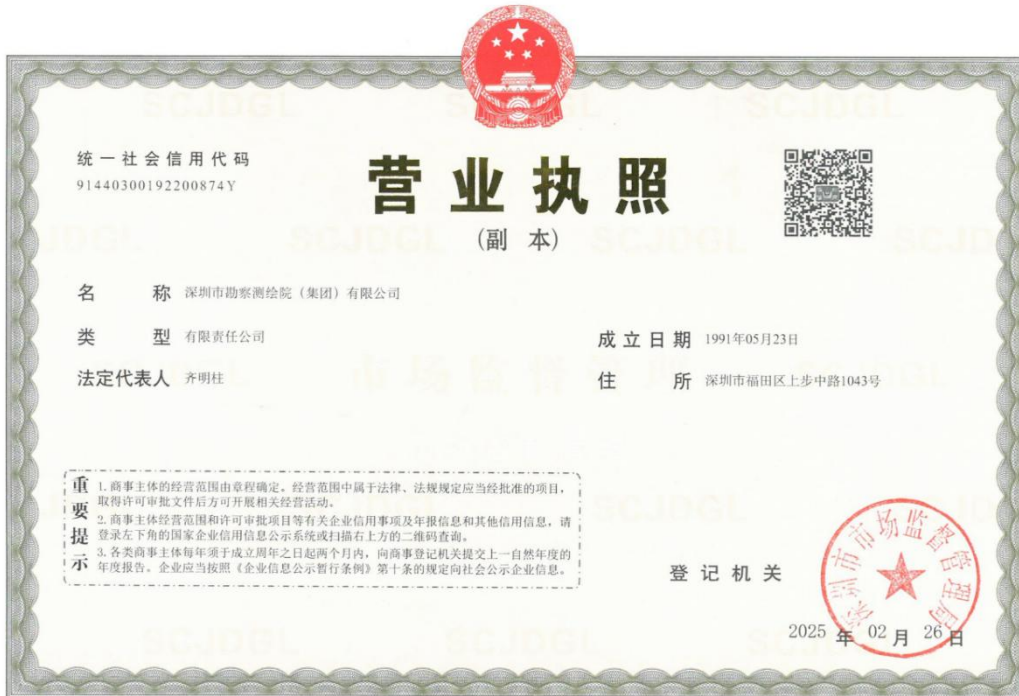 统一社会信用代码
91440300192200874Y
营业执照
(副 本)
名 称 深圳市勘察测绘院（集团）有限公司
类 型 有限责任公司
成立日期 1991年05月23日
法定代表人 齐明柱
住 所 深圳市福田区上步中路1043号
重要提示
1. 商事主体的经营范围由章程确定。经营范围中属于法律、法规规定应当经批准的项目，
取得许可审批文件后方可开展相关经营活动。
2. 商事主体经营范围和许可审批项目等有关企业信用事项及年报信息和其他信用信息，请
登录左下角的国家企业信用信息公示系统或扫描右上方的二维码查询。
3. 各类商事主体每年须于成立周年之日起两个月内，向商事登记机关提交上一自然年度的
年度报告。企业应当按照《企业信息公示暂行条例》第十条的规定向社会公示企业信息。
登记机关
深圳市市场监督管理局
2025 年 02 月 26 日
SCJDGL
市场监督管理